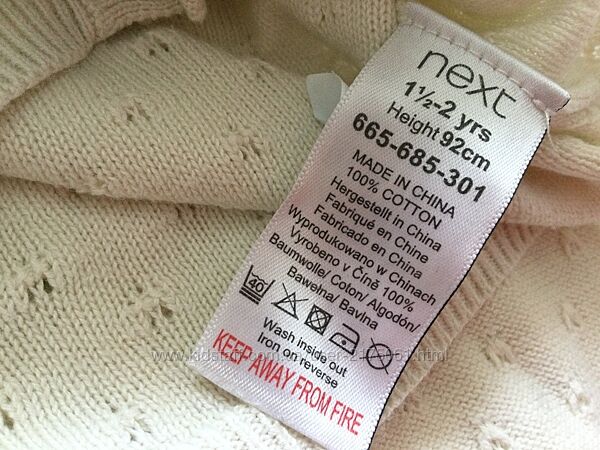 next
1½-2 yrs
Height 92cm
665-685-301
MADE IN CHINA
100% COTTON
Hergestellt in China
Fabriqué en Chine
Fabricado en China
Wyprodukowano w Chinach
Vyrobeno v Číně 100%
Baumwolle/ Coton/ Algodón/
Bawełna/ Bavlna
40
Wash inside out
Iron on reverse
KEEP AWAY FROM FIRE